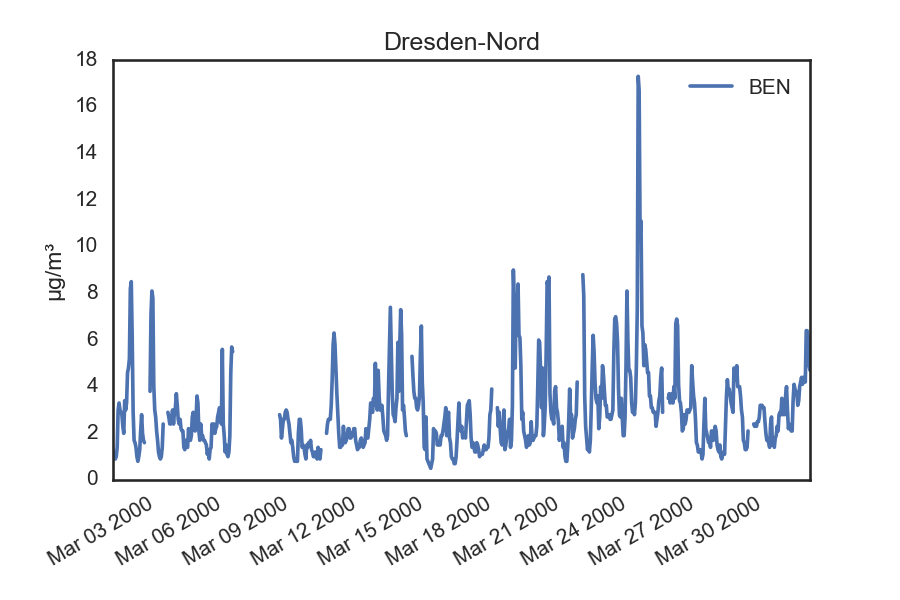 Dresden-Nord
18
16
14
12
10
8
6
4
2
0
µg/m³
BEN
Mar 03 2000
Mar 06 2000
Mar 09 2000
Mar 12 2000
Mar 15 2000
Mar 18 2000
Mar 21 2000
Mar 24 2000
Mar 27 2000
Mar 30 2000